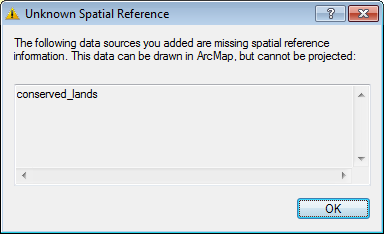 Unknown Spatial Reference
The following data sources you added are missing spatial reference
information. This data can be drawn in ArcMap, but cannot be projected:
conserved_lands
OK